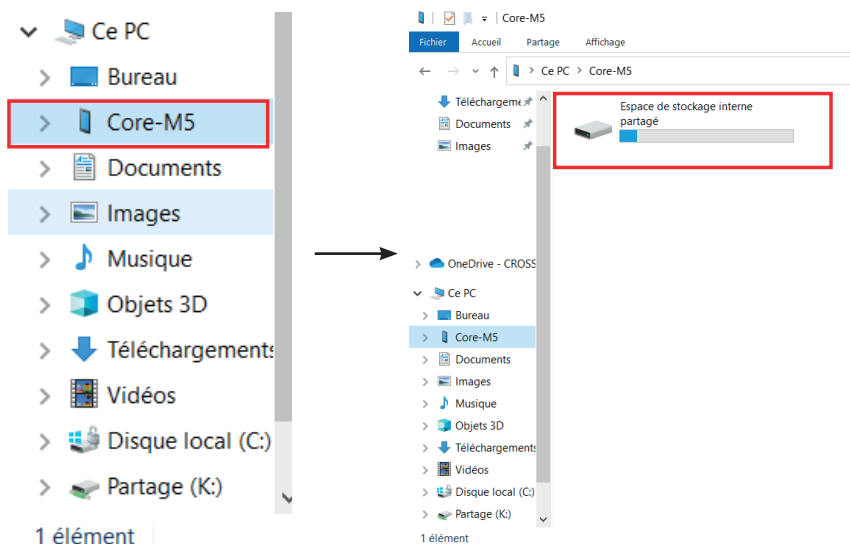 Ce PC
Bureau
Core-M5
Documents
Images
Musique
Objets 3D
Téléchargements
Vidéos
Disque local (C:)
Partage (K:)
1 élément
Core-M5
Fichier Accueil Partage Affichage
Ce PC > Core-M5
Téléchargeme
Documents
Images
OneDrive - CROSS
Ce PC
Bureau
Core-M5
Documents
Images
Musique
Objets 3D
Téléchargements
Vidéos
Disque local (C:)
Partage (K:)
1 élément
Espace de stockage interne
partagé